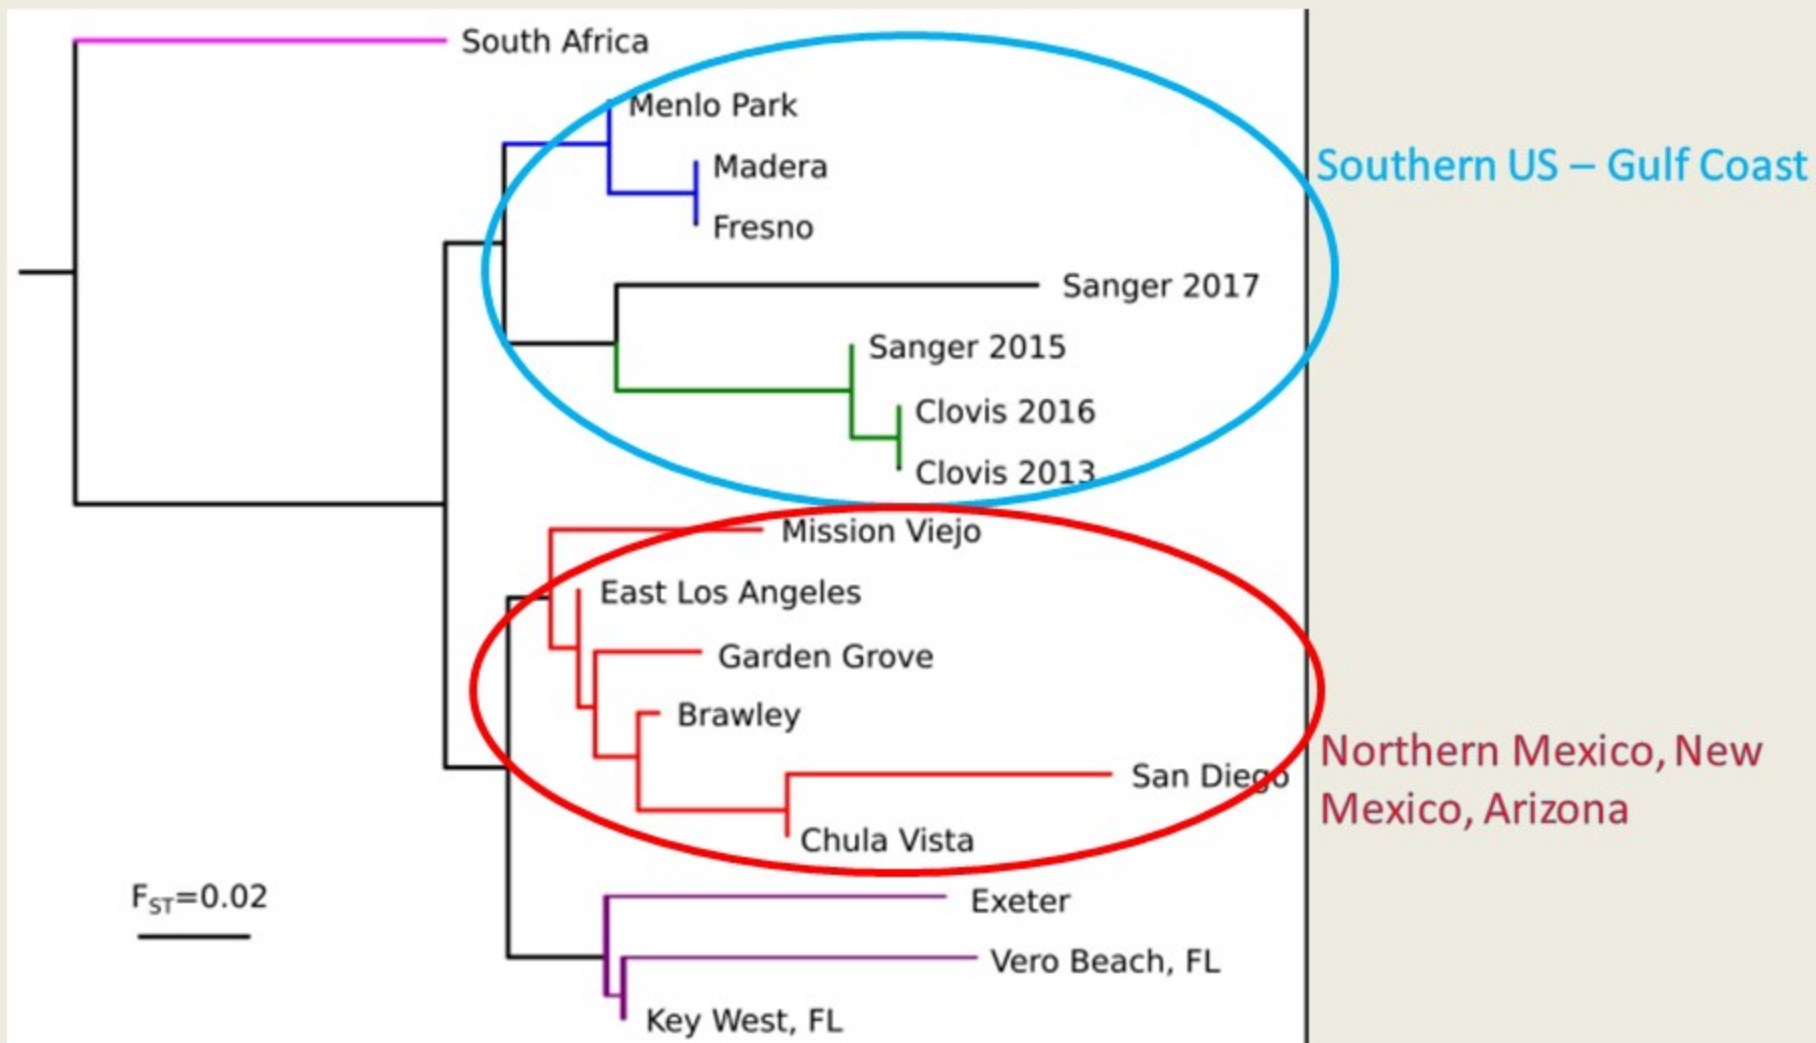 South Africa
Menlo Park
Madera
Fresno
Sanger 2017
Sanger 2015
Clovis 2016
Clovis 2013
Mission Viejo
East Los Angeles
Garden Grove
Brawley
San Diego
Chula Vista
Exeter
Vero Beach, FL
Key West, FL
FST=0.02
Southern US – Gulf Coast
Northern Mexico, New
Mexico, Arizona